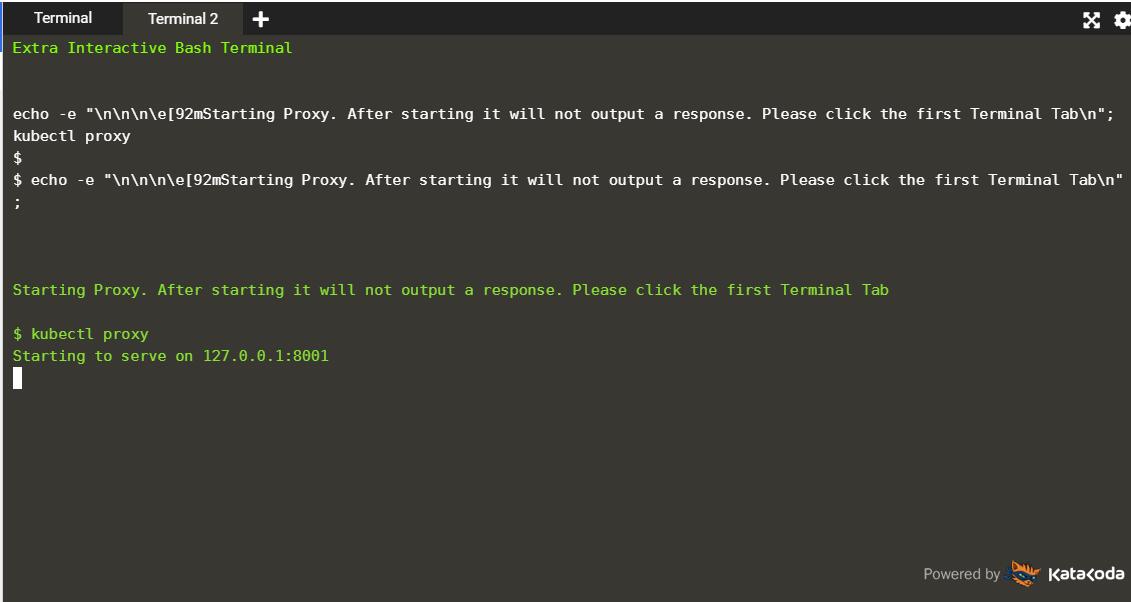 Terminal
Terminal 2
Extra Interactive Bash Terminal
echo -e "\n\n\n\e[92mStarting Proxy. After starting it will not output a response. Please click the first Terminal Tab\n";
kubectl proxy
$
$ echo -e "\n\n\n\e[92mStarting Proxy. After starting it will not output a response. Please click the first Terminal Tab\n"
;
Starting Proxy. After starting it will not output a response. Please click the first Terminal Tab
$ kubectl proxy
Starting to serve on 127.0.0.1:8001
Powered by Katacoda